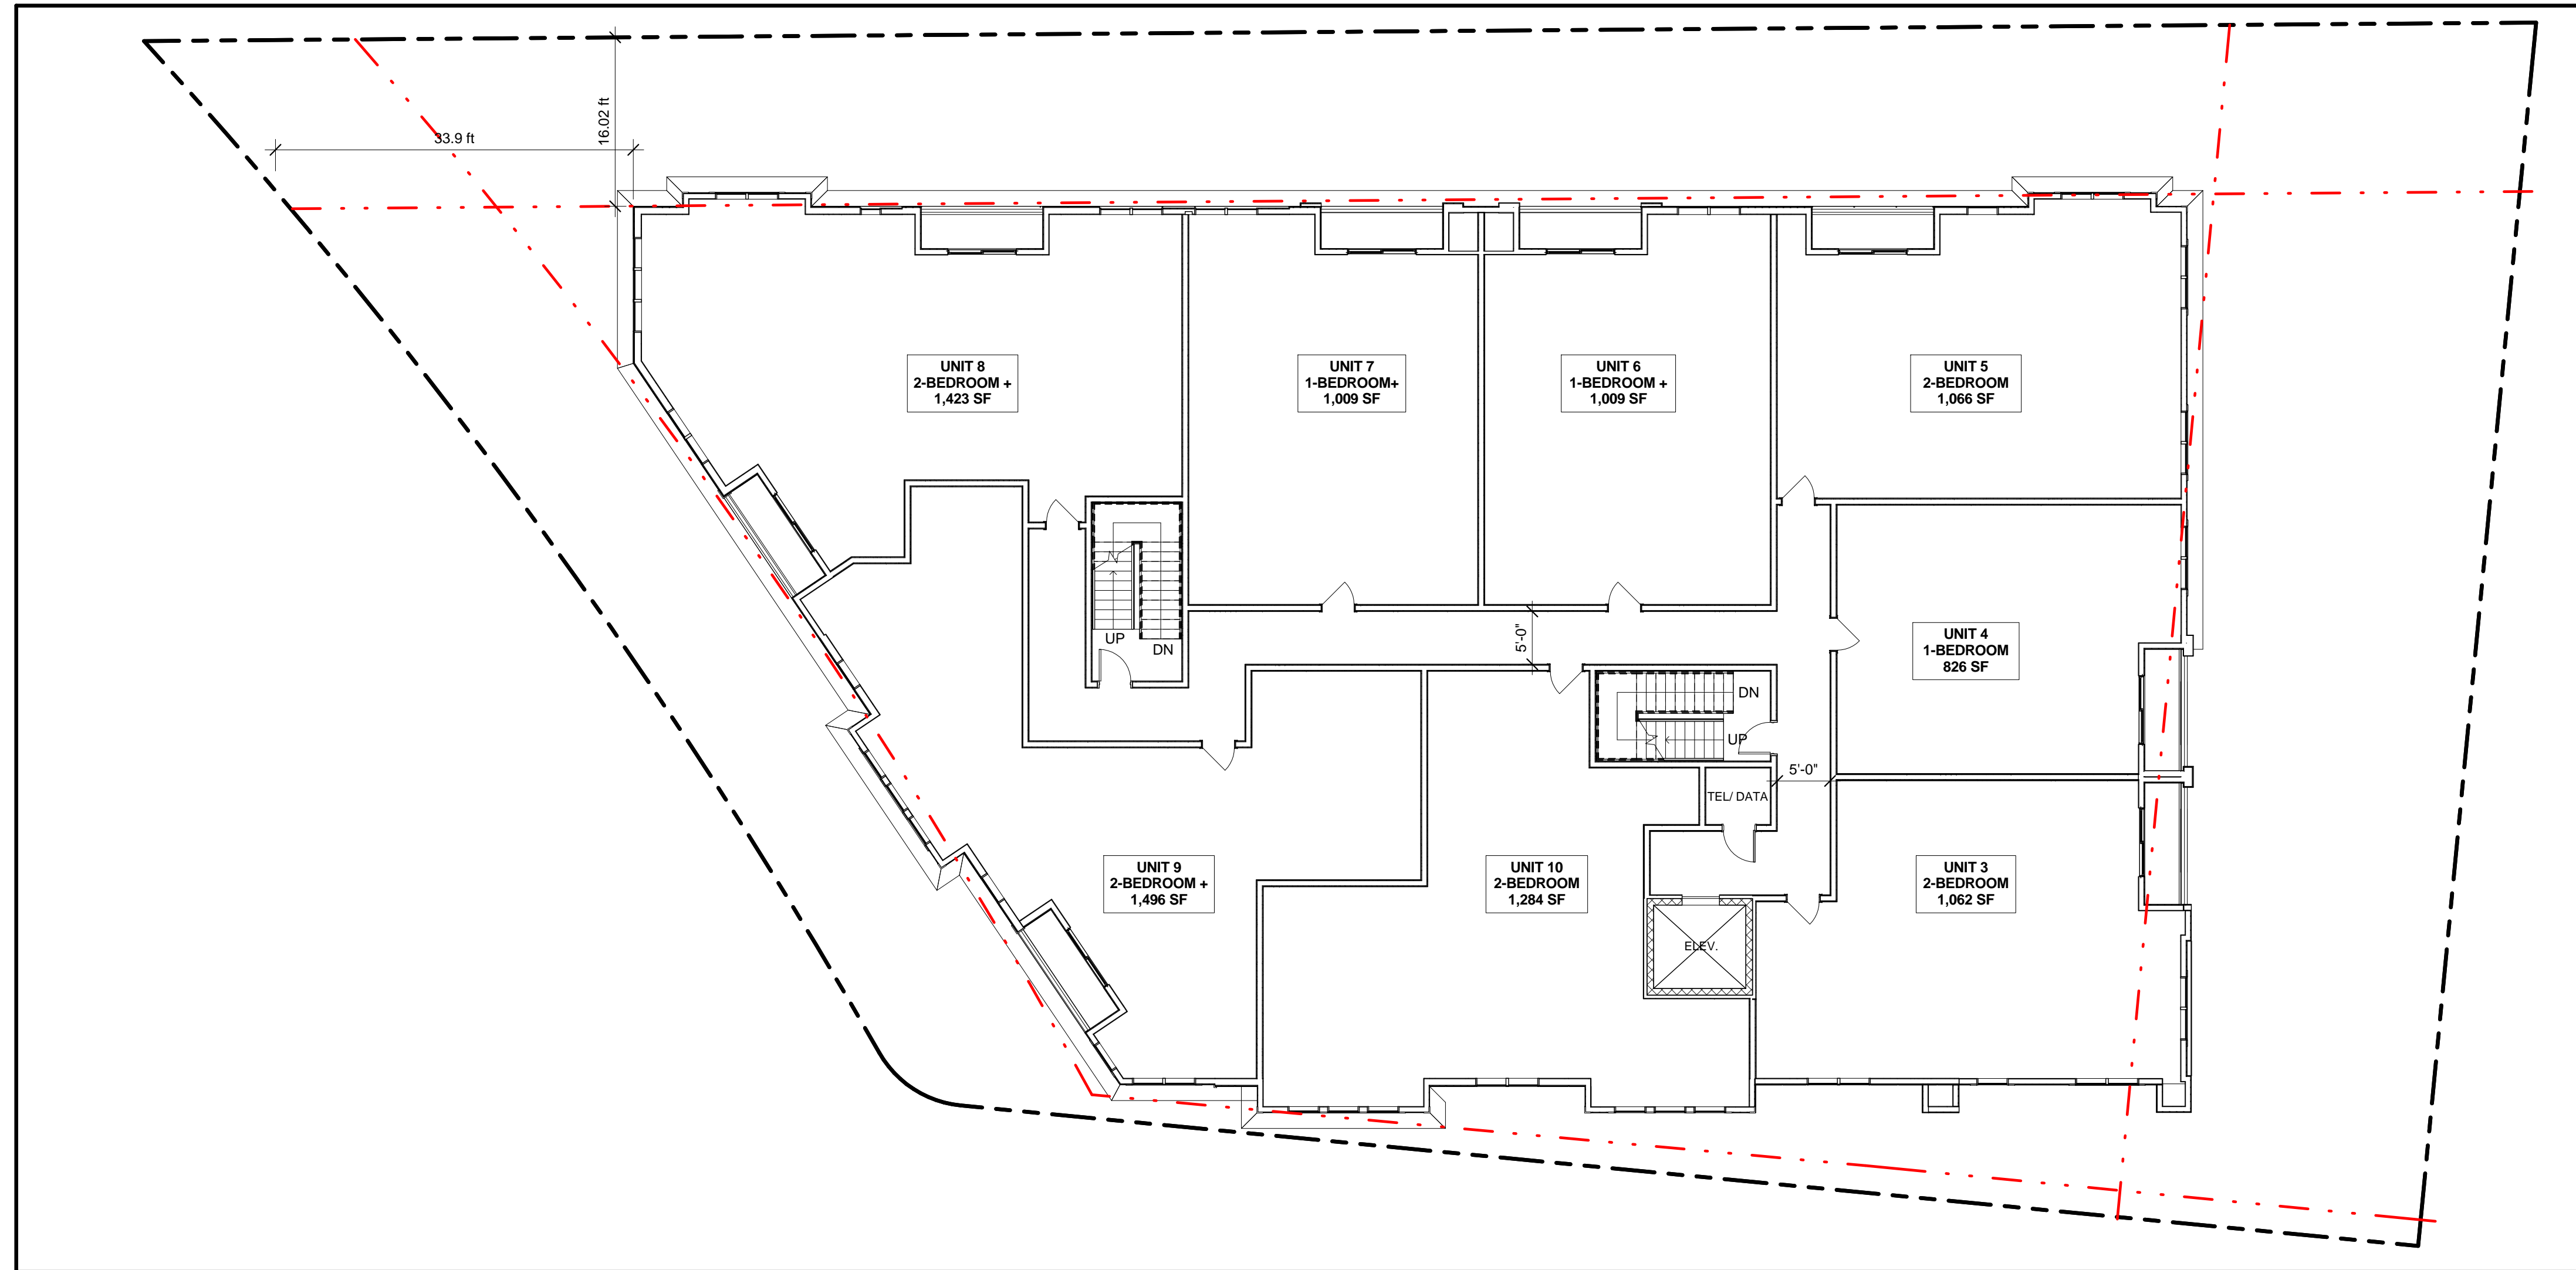 16.02 ft
33.9 ft
UNIT 8
2-BEDROOM +
1,423 SF
UNIT 7
1-BEDROOM+
1,009 SF
UNIT 6
1-BEDROOM +
1,009 SF
UNIT 5
2-BEDROOM
1,066 SF
UP
DN
5'-0"
UNIT 4
1-BEDROOM
826 SF
DN
UP
5'-0"
TEL/ DATA
UNIT 9
2-BEDROOM +
1,496 SF
UNIT 10
2-BEDROOM
1,284 SF
UNIT 3
2-BEDROOM
1,062 SF
ELEV.